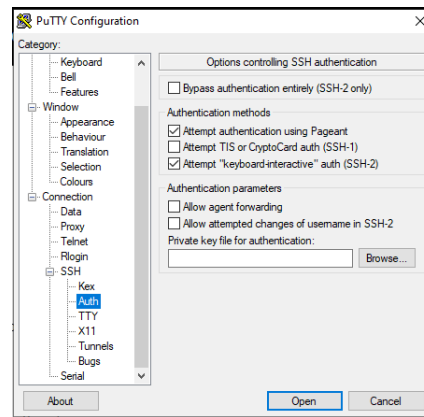 PuTTY Configuration
Category:
Keyboard
Bell
Features
Window
Appearance
Behaviour
Translation
Selection
Colours
Connection
Data
Proxy
Telnet
Rlogin
SSH
Kex
Auth
TTY
X11
Tunnels
Bugs
Serial
Options controlling SSH authentication
Bypass authentication entirely (SSH-2 only)
Authentication methods
Attempt authentication using Pageant
Attempt TIS or CryptoCard auth (SSH-1)
Attempt "keyboard-interactive" auth (SSH-2)
Authentication parameters
Allow agent forwarding
Allow attempted changes of username in SSH-2
Private key file for authentication:
Browse...
About
Open
Cancel